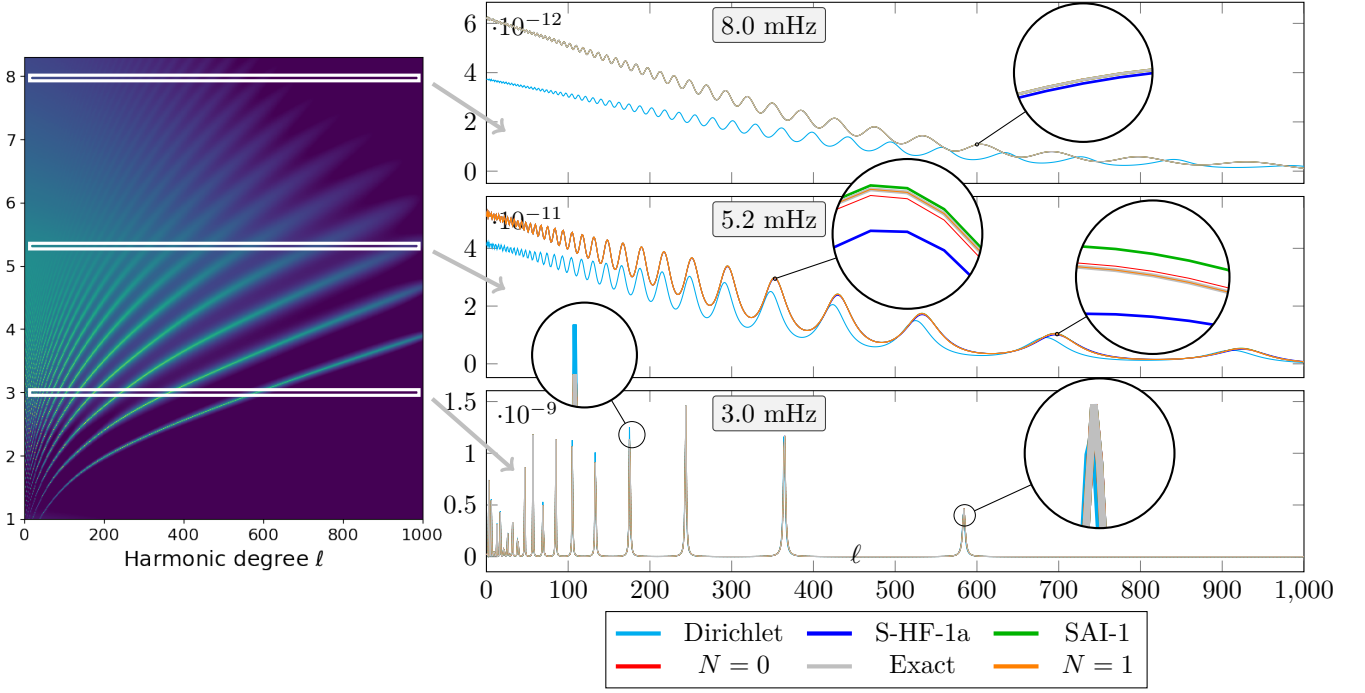 8
7
6
5
4
3
2
1
0 200 400 600 800 1000
Harmonic degree ℓ
·10−12
8.0 mHz
6
4
2
0
·10−11
5.2 mHz
4
2
0
·10−9
3.0 mHz
1.5
1
0.5
0
ℓ
0 100 200 300 400 500 600 700 800 900 1,000
Dirichlet S-HF-1a SAI-1
N = 0 Exact N = 1